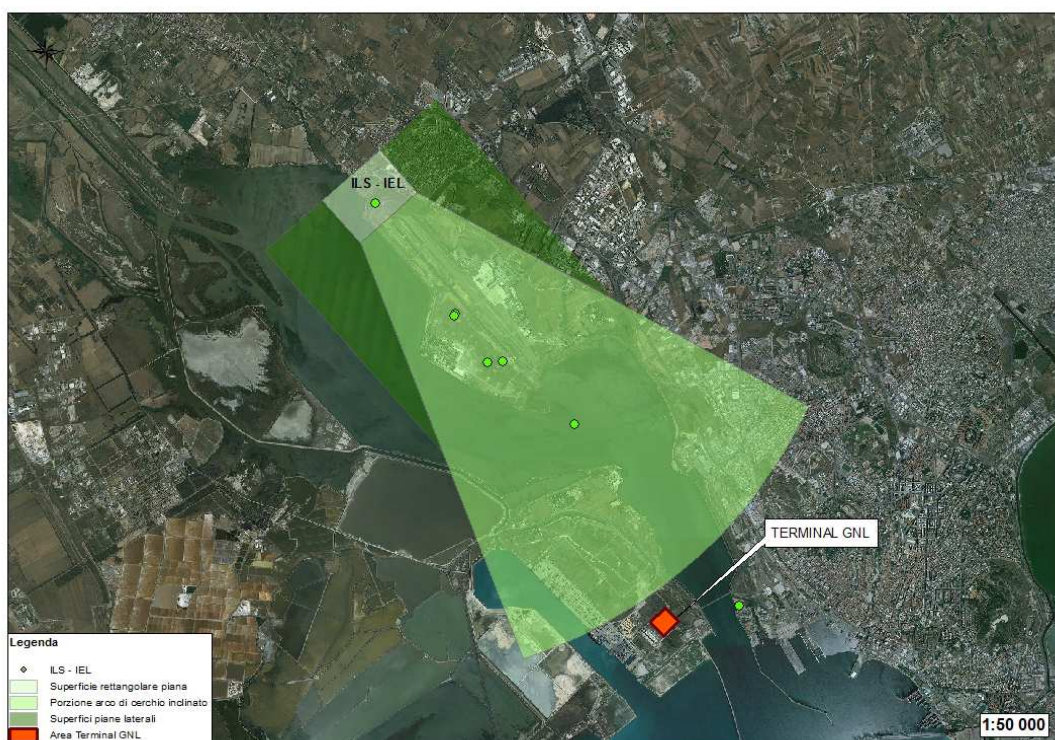 ILS - IEL
TERMINAL GNL
Legenda
ILS - IEL
Superficie rettangolare piana
Porzione arco di cerchio inclinato
Superfici piane laterali
Area Terminal GNL
1:50 000